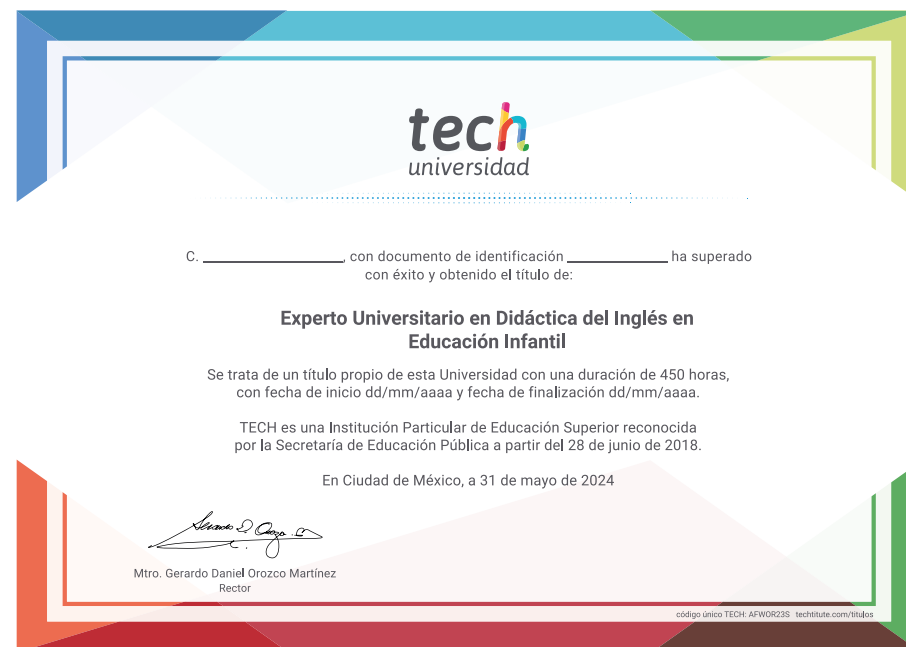 tech
universidad
C. ____________, con documento de identificación ____________ ha superado
con éxito y obtenido el título de:
Experto Universitario en Didáctica del Inglés en
Educación Infantil
Se trata de un título propio de esta Universidad con una duración de 450 horas,
con fecha de inicio dd/mm/aaaa y fecha de finalización dd/mm/aaaa.
TECH es una Institución Particular de Educación Superior reconocida
por la Secretaría de Educación Pública a partir del 28 de junio de 2018.
En Ciudad de México, a 31 de mayo de 2024
Mtro. Gerardo Daniel Orozco Martínez
Rector
código único TECH: AFWOR23S techtitute.com/titulos